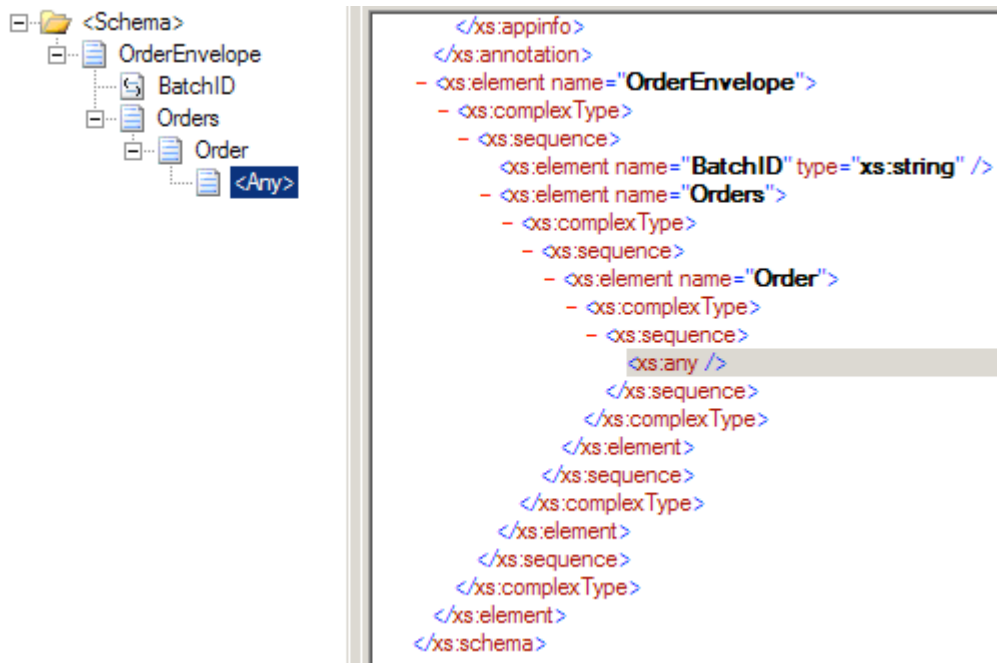 <Schema>
OrderEnvelope
BatchID
Orders
Order
<Any>
</xs:appinfo>
</xs:annotation>
– <xs:element name="OrderEnvelope">
– <xs:complexType>
– <xs:sequence>
<xs:element name="BatchID" type="xs:string" />
– <xs:element name="Orders">
– <xs:complexType>
– <xs:sequence>
– <xs:element name="Order">
– <xs:complexType>
– <xs:sequence>
<xs:any />
</xs:sequence>
</xs:complexType>
</xs:element>
</xs:sequence>
</xs:complexType>
</xs:element>
</xs:sequence>
</xs:complexType>
</xs:element>
</xs:schema>